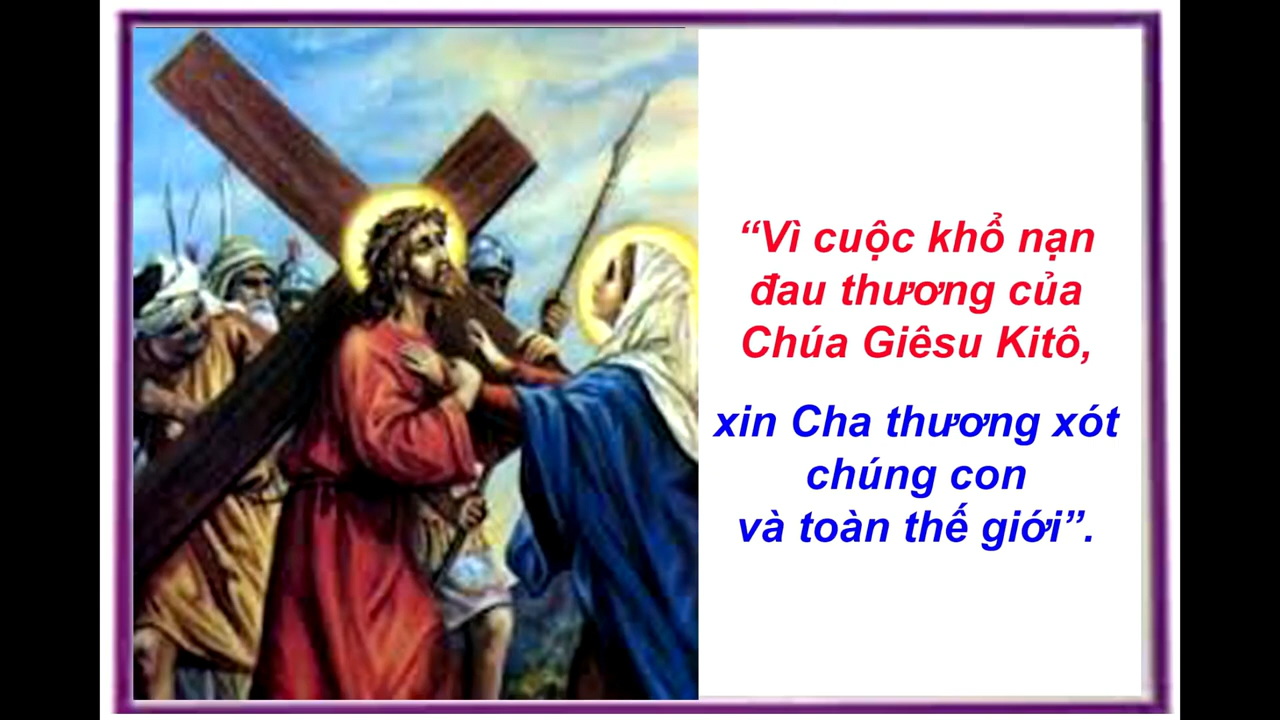 “Vì cuộc khổ nạn
đau thương của
Chúa Giêsu Kitô,
xin Cha thương xót
chúng con
và toàn thế giới”.